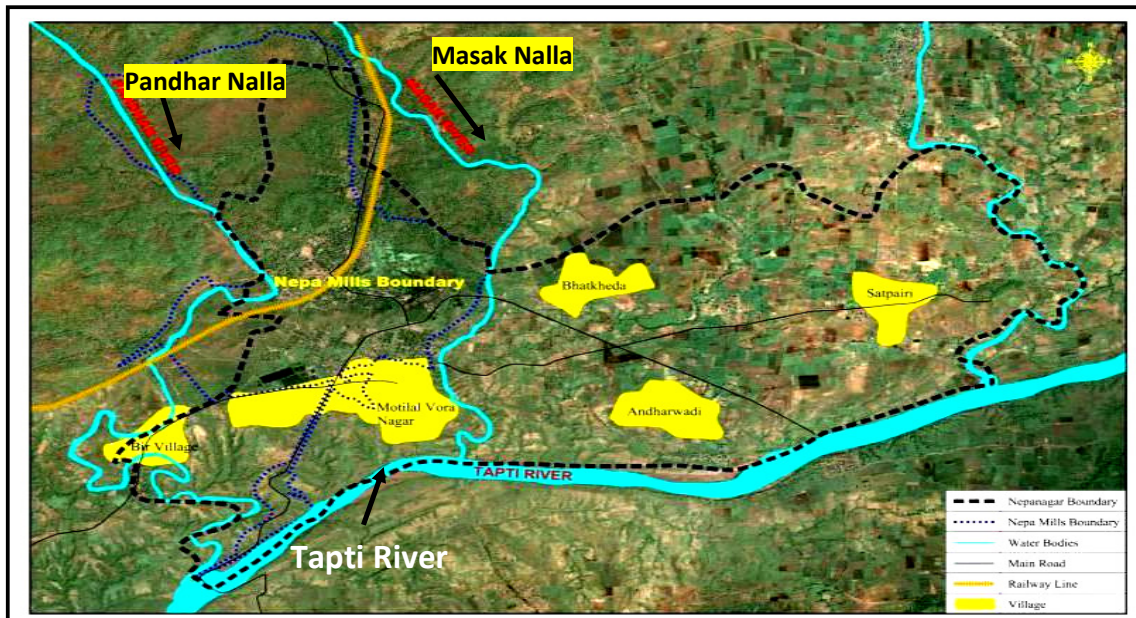 Masak Nalla
Pandhar Nalla
Nepa Mills Boundary
Bhatkheda
Satpairi
Motilal Vora
Nagar
Andharwadi
Bir Village
TAPTI RIVER
Tapti River
Nepanagar Boundary
Nepa Mills Boundary
Water Bodies
Main Road
Railway Line
Village